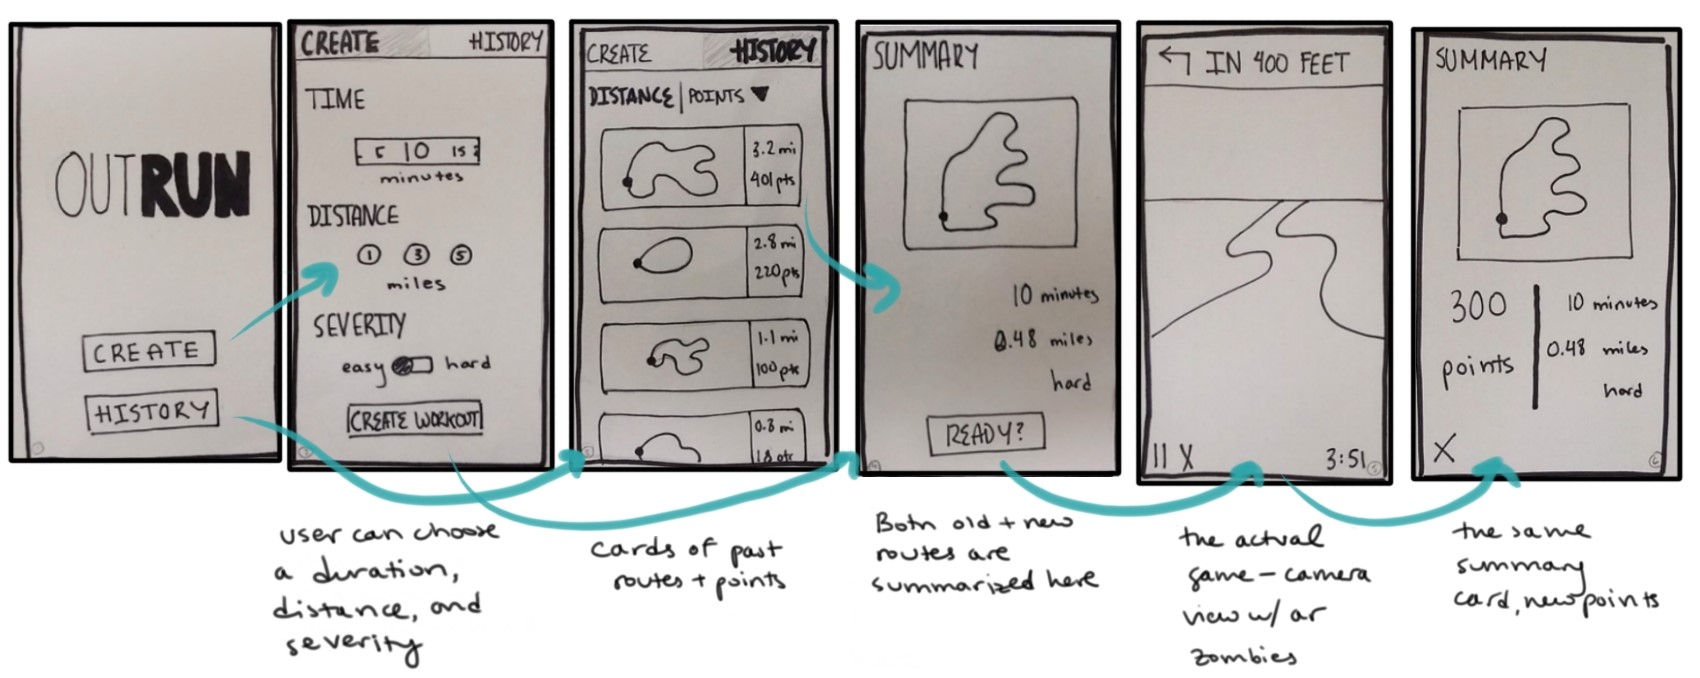 OUTRUN
CREATE
HISTORY
CREATE HISTORY
TIME
5 10 15
minutes
DISTANCE
1 3 5
miles
SEVERITY
easy hard
CREATE WORKOUT
user can choose
a duration,
distance, and
severity
CREATE HISTORY
DISTANCE | POINTS ▼
3.2 mi
401 pts
2.8 mi
220 pts
1.1 mi
100 pts
0.8 mi
cards of past
routes + points
SUMMARY
10 minutes
0.48 miles
hard
READY?
Both old + new
routes are
summarized here
IN 400 FEET
X 3:51
the actual
game-camera
view w/ ar
zombies
SUMMARY
300
points
10 minutes
0.48 miles
hard
X
the same
summary
card, new points